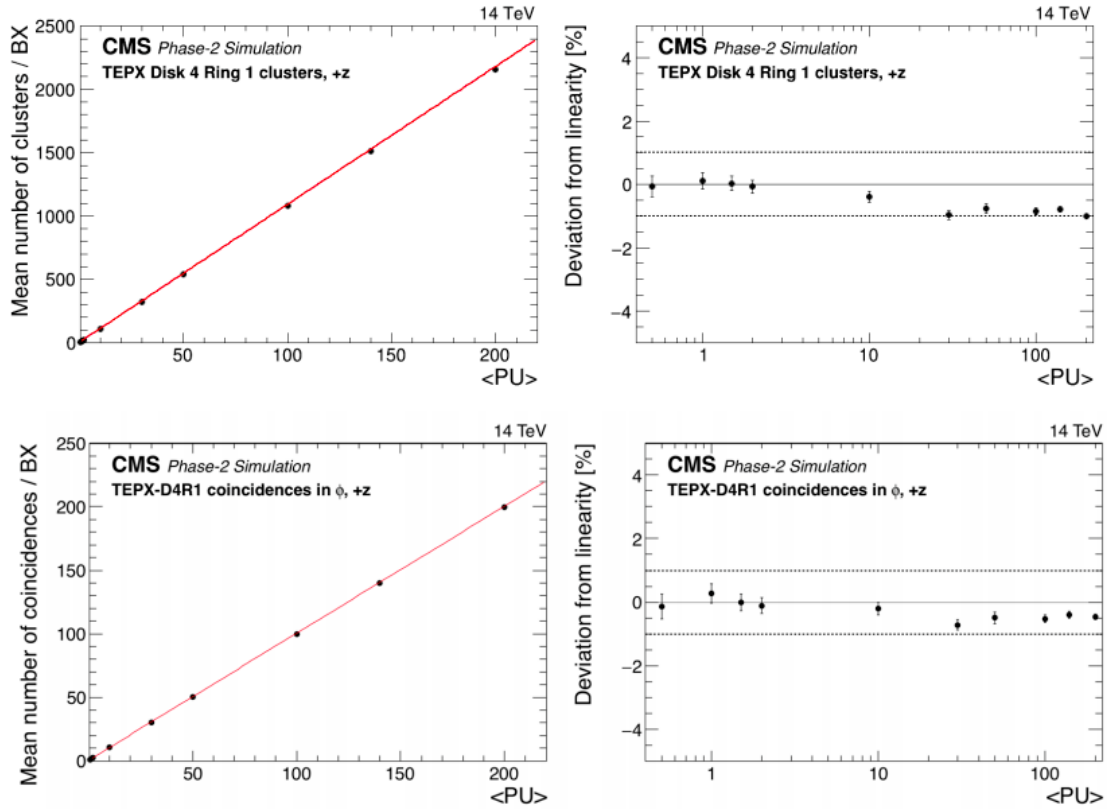 14 TeV
CMS Phase-2 Simulation
TEPX Disk 4 Ring 1 clusters, +z
Mean number of clusters / BX
2500
2000
1500
1000
500
0
50
100
150
200
<PU>
14 TeV
CMS Phase-2 Simulation
TEPX Disk 4 Ring 1 clusters, +z
Deviation from linearity [%]
4
2
0
−2
−4
1
10
100
<PU>
14 TeV
CMS Phase-2 Simulation
TEPX-D4R1 coincidences in ϕ, +z
Mean number of coincidences / BX
250
200
150
100
50
0
50
100
150
200
<PU>
14 TeV
CMS Phase-2 Simulation
TEPX-D4R1 coincidences in ϕ, +z
Deviation from linearity [%]
4
2
0
−2
−4
1
10
100
<PU>